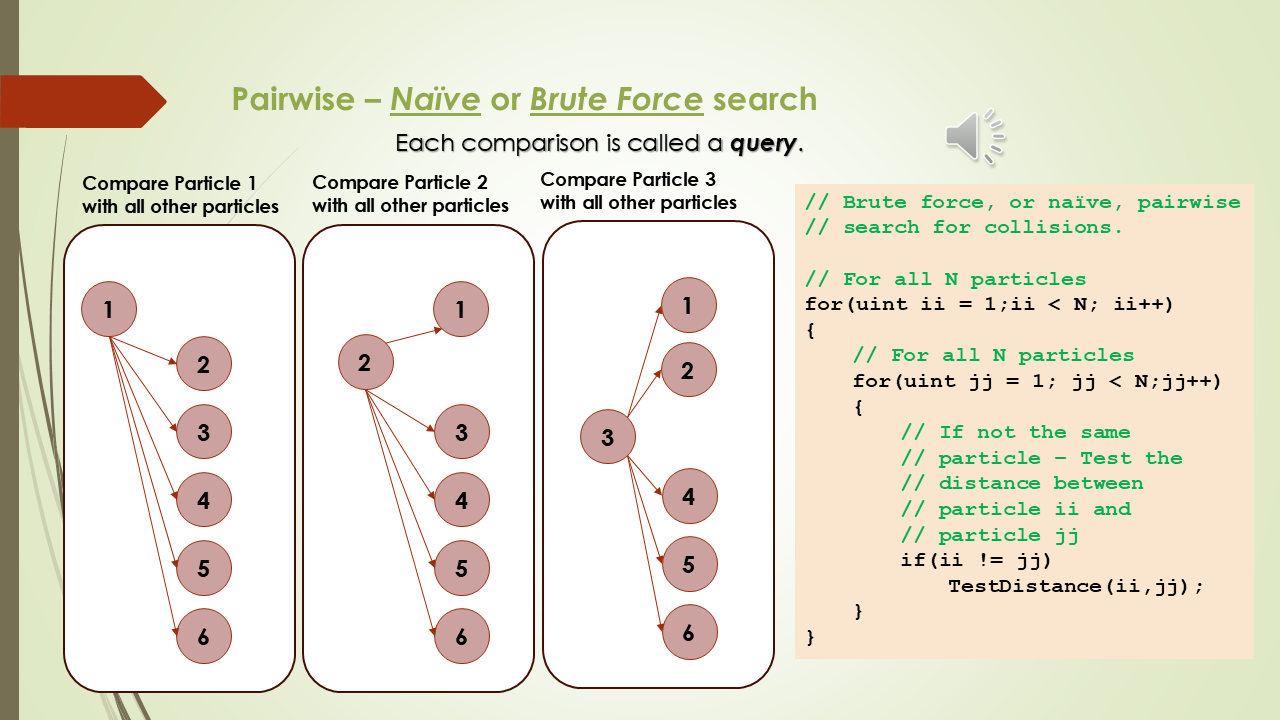 Pairwise – Naïve or Brute Force search
Each comparison is called a query.
Compare Particle 1
with all other particles
1
2
3
4
5
6
Compare Particle 2
with all other particles
1
2
3
4
5
6
Compare Particle 3
with all other particles
1
2
3
4
5
6
// Brute force, or naïve, pairwise
// search for collisions.
// For all N particles
for(uint ii = 1;ii < N; ii++)
{
// For all N particles
for(uint jj = 1; jj < N;jj++)
{
// If not the same
// particle – Test the
// distance between
// particle ii and
// particle jj
if(ii != jj)
TestDistance(ii,jj);
}
}